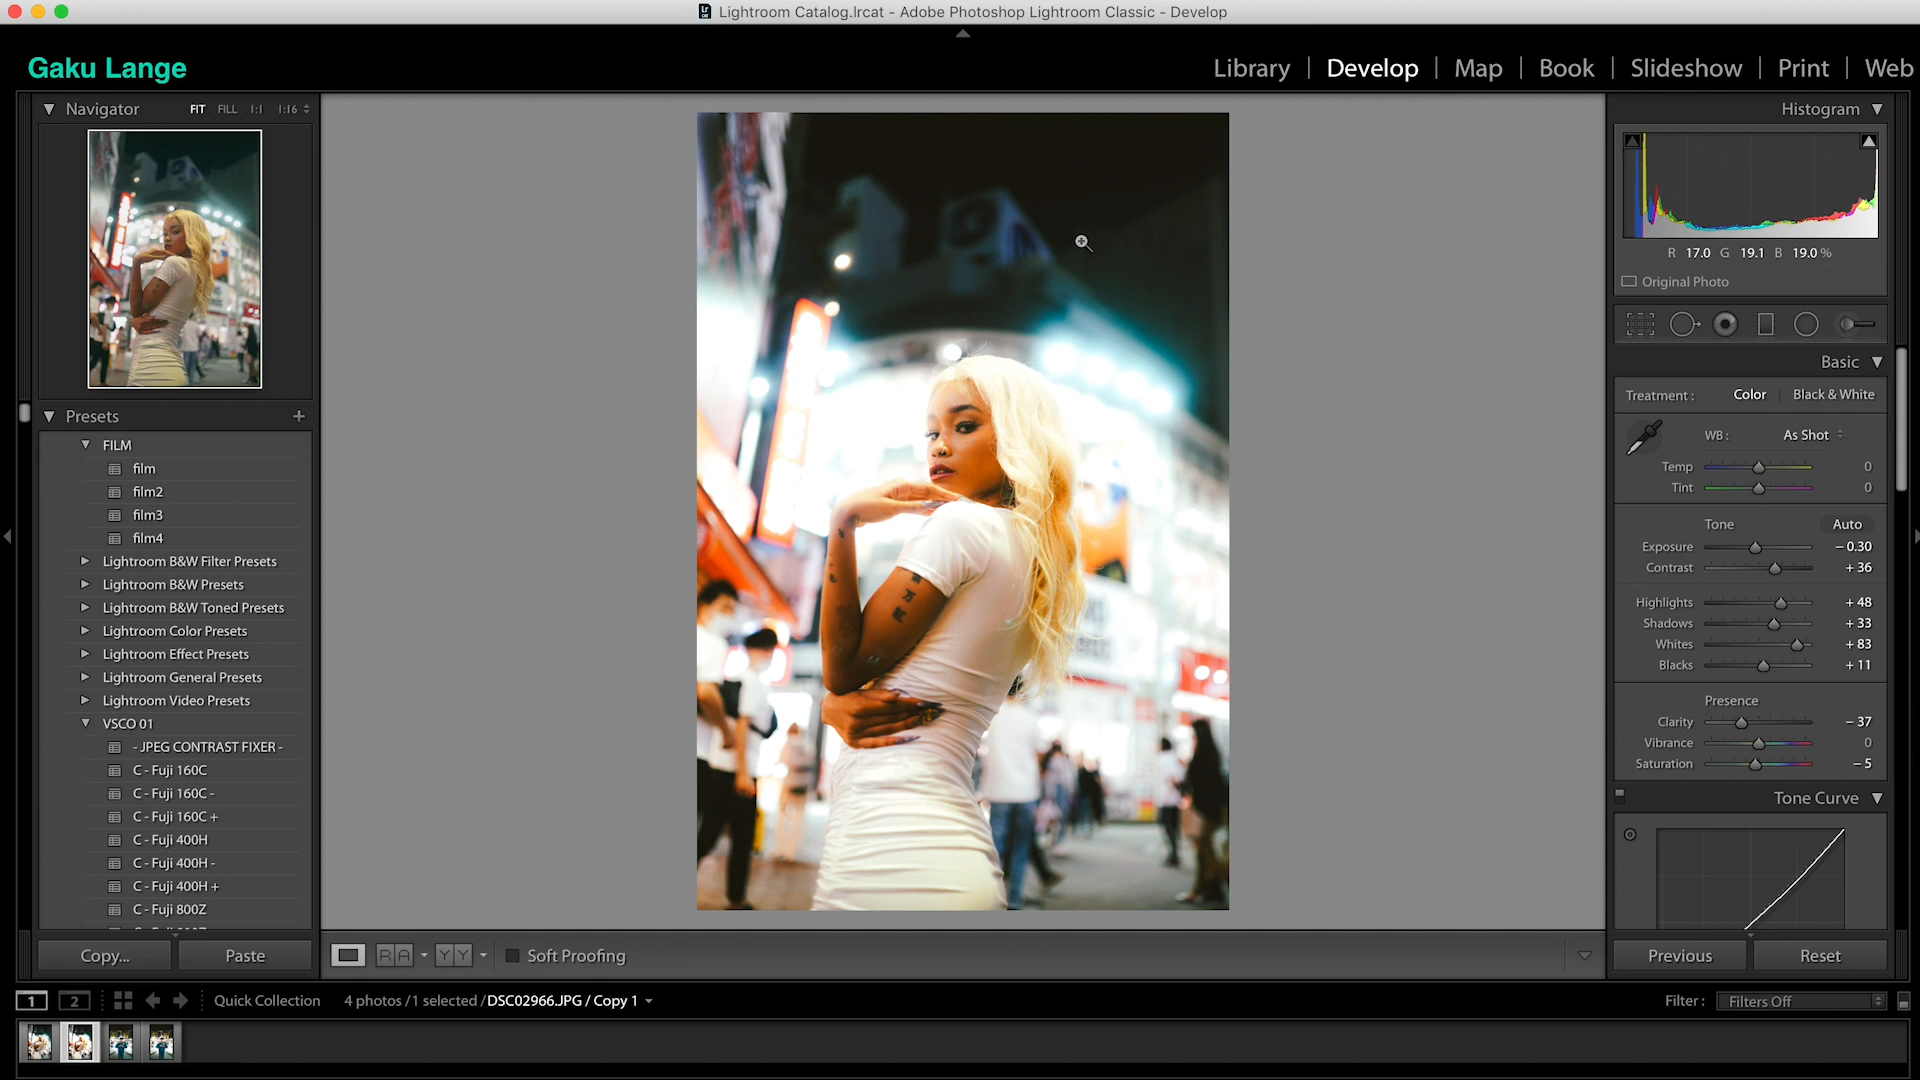 Lightroom Catalog.lrcat - Adobe Photoshop Lightroom Classic - Develop
Gaku Lange
Library | Develop | Map | Book | Slideshow | Print | Web
Navigator FIT FILL 1:1 1:16
Presets +
FILM
film
film2
film3
film4
Lightroom B&W Filter Presets
Lightroom B&W Presets
Lightroom B&W Toned Presets
Lightroom Color Presets
Lightroom Effect Presets
Lightroom General Presets
Lightroom Video Presets
VSCO 01
- JPEG CONTRAST FIXER -
C - Fuji 160C
C - Fuji 160C -
C - Fuji 160C +
C - Fuji 400H
C - Fuji 400H -
C - Fuji 400H +
C - Fuji 800Z
Copy... Paste
Histogram
R 17.0 G 19.1 B 19.0 %
Original Photo
Basic
Treatment : Color | Black & White
WB : As Shot
Temp 0
Tint 0
Tone Auto
Exposure - 0.30
Contrast + 36
Highlights + 48
Shadows + 33
Whites + 83
Blacks + 11
Presence
Clarity - 37
Vibrance 0
Saturation - 5
Tone Curve
Previous Reset
R A Y Y Soft Proofing
1 2 Quick Collection 4 photos / 1 selected / DSC02966.JPG / Copy 1
Filter : Filters Off